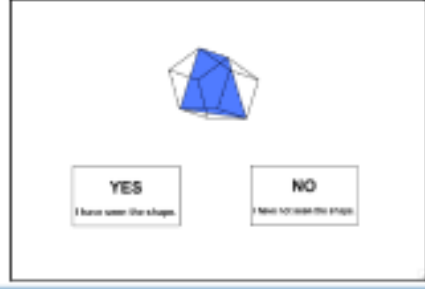 YES
I have seen the shape.
NO
I have not seen the shape.